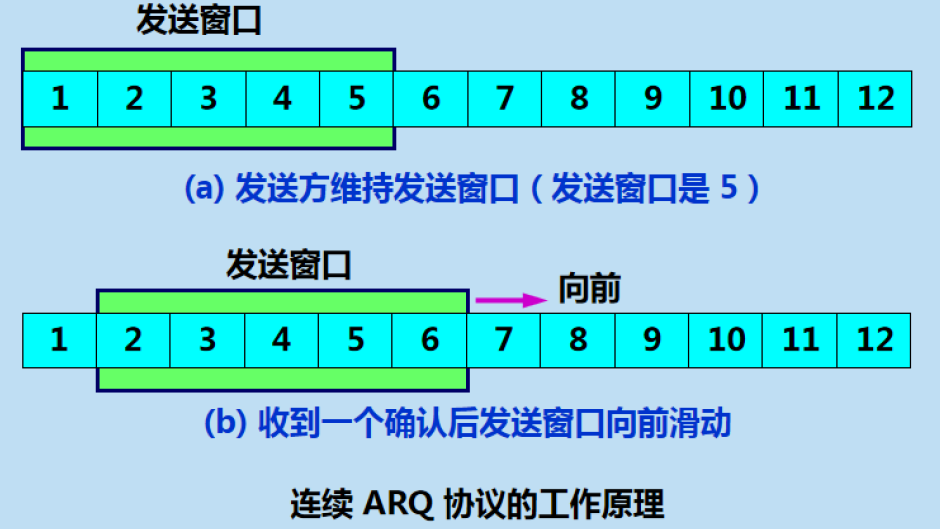 发送窗口
1 2 3 4 5 6 7 8 9 10 11 12
(a) 发送方维持发送窗口（发送窗口是 5）
发送窗口
向前
1 2 3 4 5 6 7 8 9 10 11 12
(b) 收到一个确认后发送窗口向前滑动
连续 ARQ 协议的工作原理